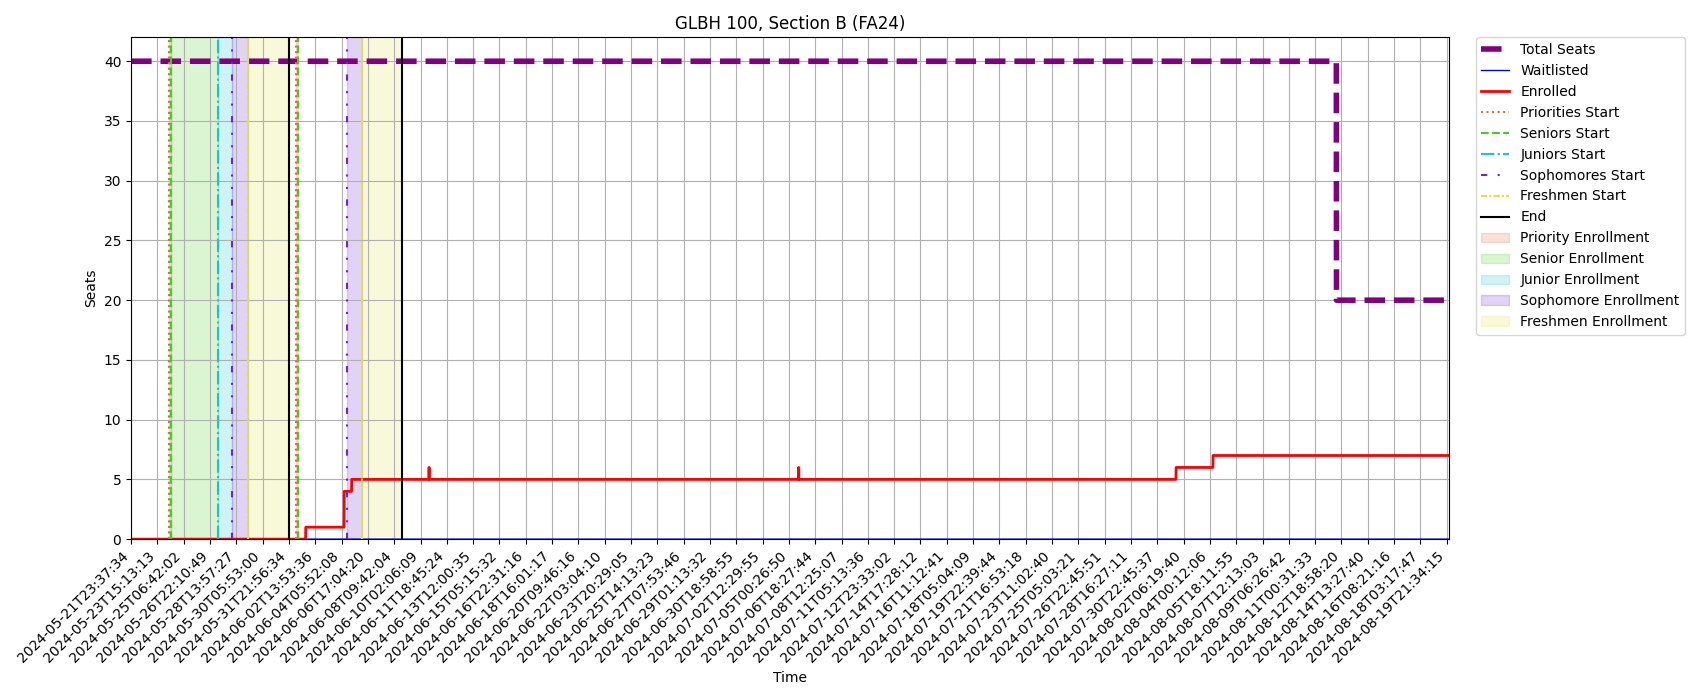 GLBH 100, Section B (FA24)
Total Seats
Waitlisted
Enrolled
Priorities Start
Seniors Start
Juniors Start
Sophomores Start
Freshmen Start
End
Priority Enrollment
Senior Enrollment
Junior Enrollment
Sophomore Enrollment
Freshmen Enrollment
Seats
40
35
30
25
20
15
10
5
0
2024-05-21T23:37:34
2024-05-23T15:13:13
2024-05-25T06:42:02
2024-05-26T22:10:49
2024-05-28T13:57:27
2024-05-30T05:53:00
2024-05-31T21:56:34
2024-06-02T13:53:36
2024-06-04T05:52:08
2024-06-06T17:04:20
2024-06-08T09:42:04
2024-06-10T02:06:09
2024-06-11T18:45:24
2024-06-13T12:00:35
2024-06-15T05:15:32
2024-06-16T22:31:16
2024-06-18T16:01:17
2024-06-20T09:46:16
2024-06-22T03:04:10
2024-06-23T20:29:05
2024-06-25T14:13:23
2024-06-27T07:53:46
2024-06-29T01:13:32
2024-06-30T18:58:55
2024-07-02T12:29:55
2024-07-05T00:26:50
2024-07-06T18:27:44
2024-07-08T12:25:07
2024-07-11T05:13:36
2024-07-12T23:33:02
2024-07-14T17:28:12
2024-07-16T11:12:41
2024-07-18T05:04:09
2024-07-19T22:39:44
2024-07-21T16:53:18
2024-07-23T11:02:40
2024-07-25T05:03:21
2024-07-26T22:45:51
2024-07-28T16:27:11
2024-07-30T22:45:37
2024-08-02T06:19:40
2024-08-04T00:12:06
2024-08-05T18:11:55
2024-08-07T12:13:03
2024-08-09T06:26:42
2024-08-11T00:31:33
2024-08-12T18:58:20
2024-08-14T13:27:40
2024-08-16T08:21:16
2024-08-18T03:17:47
2024-08-19T21:34:15
Time